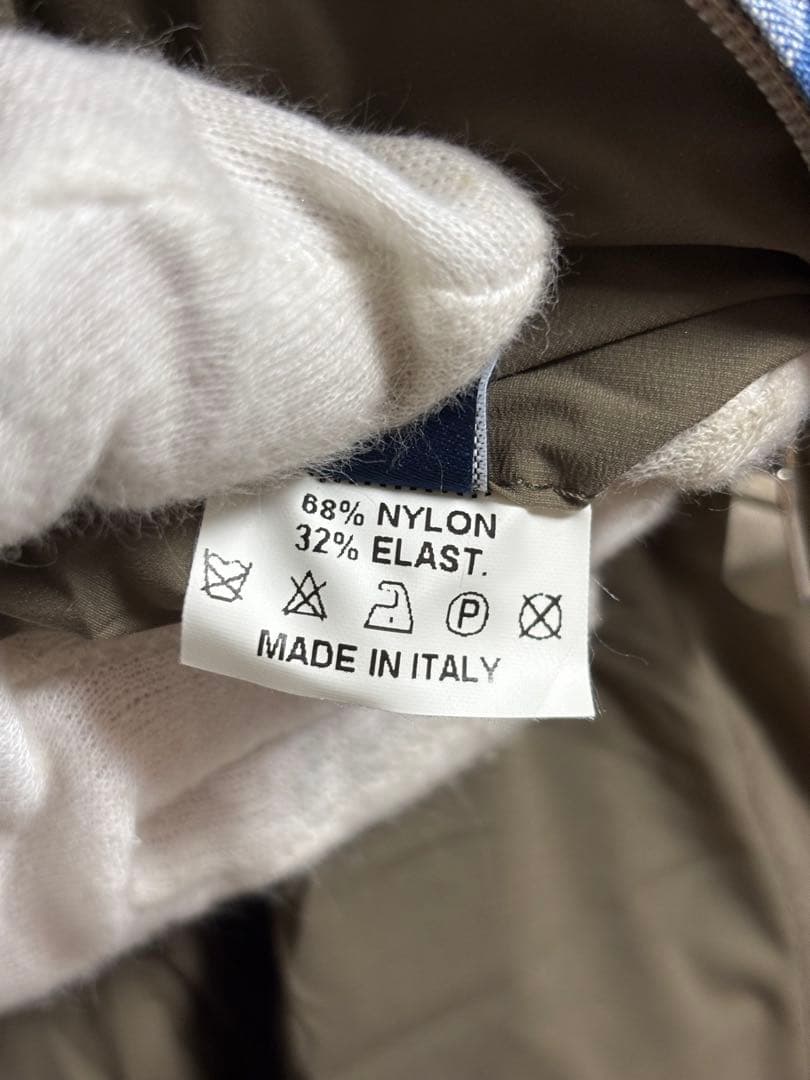 68% NYLON
32% ELAST.
P
MADE IN ITALY